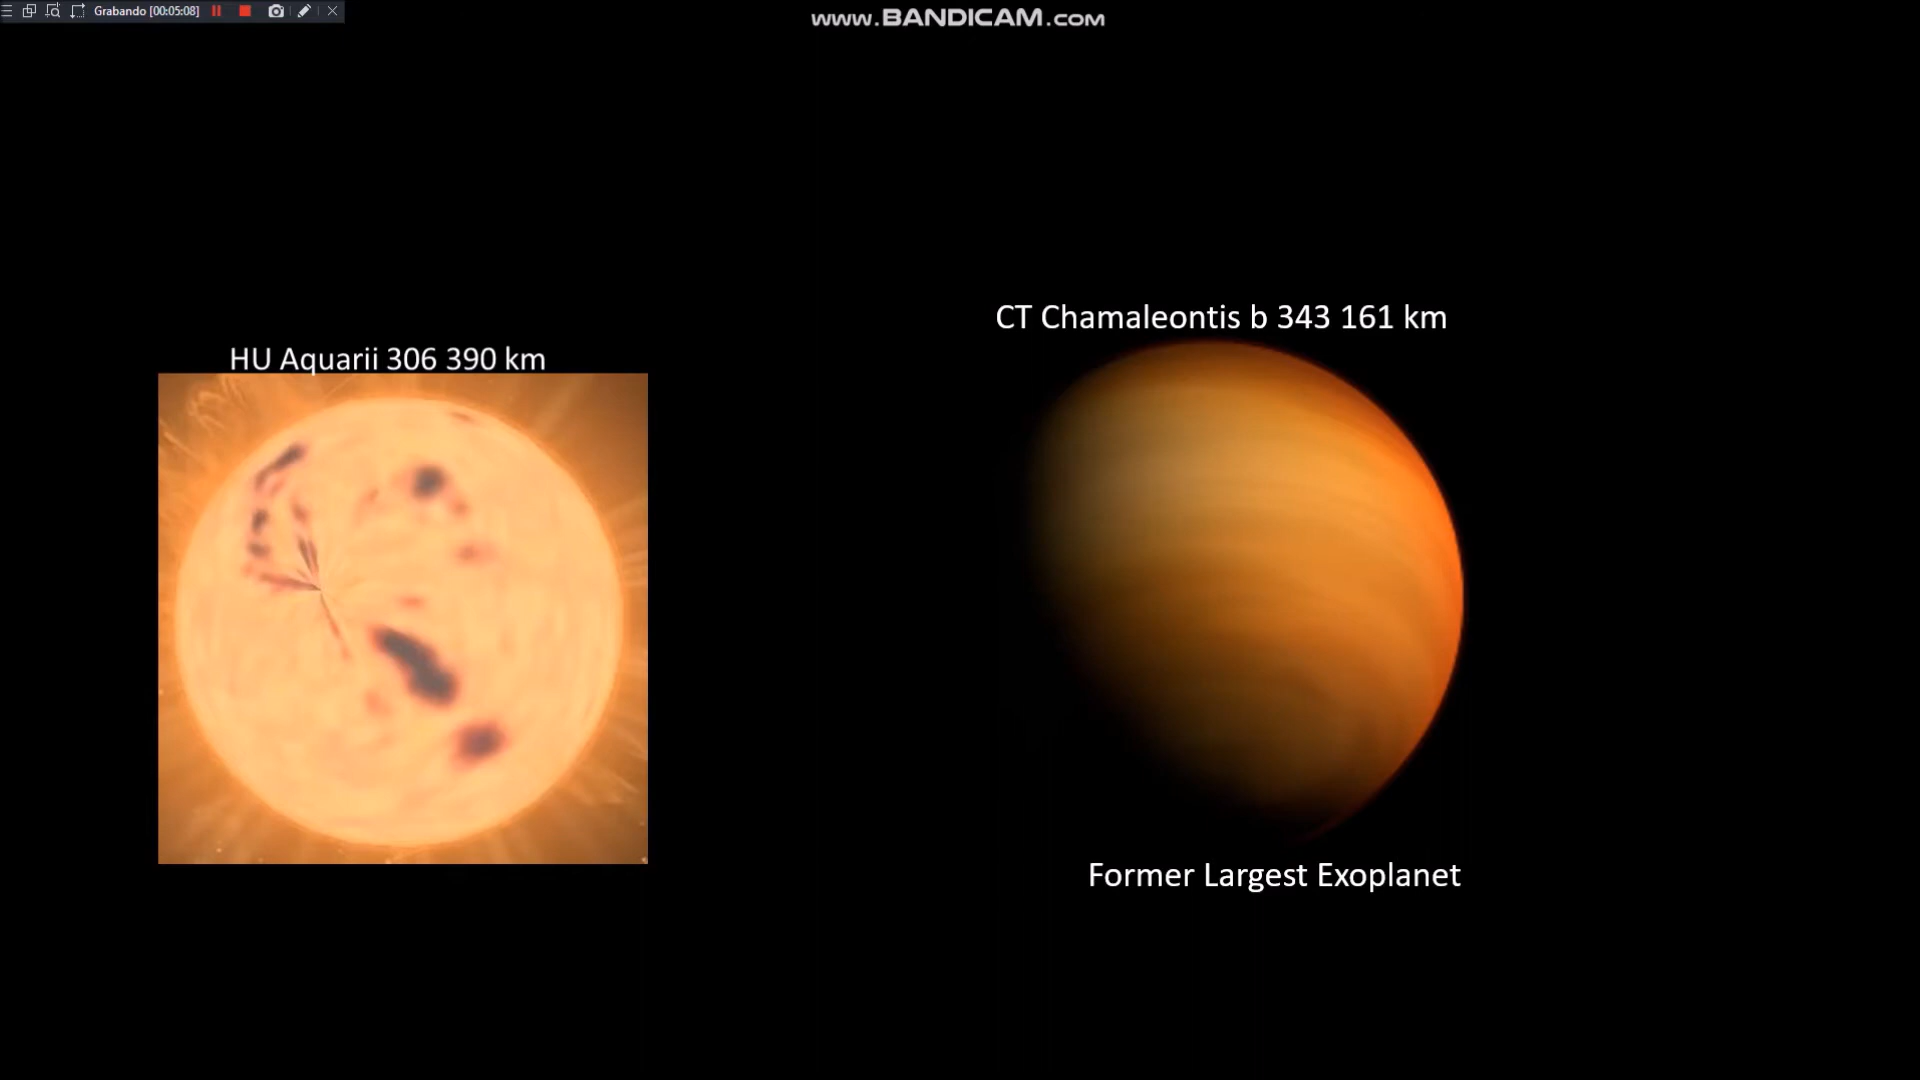 Grabando [00:05:08]
www.BANDICAM.com
CT Chamaleontis b 343 161 km
HU Aquarii 306 390 km
Former Largest Exoplanet